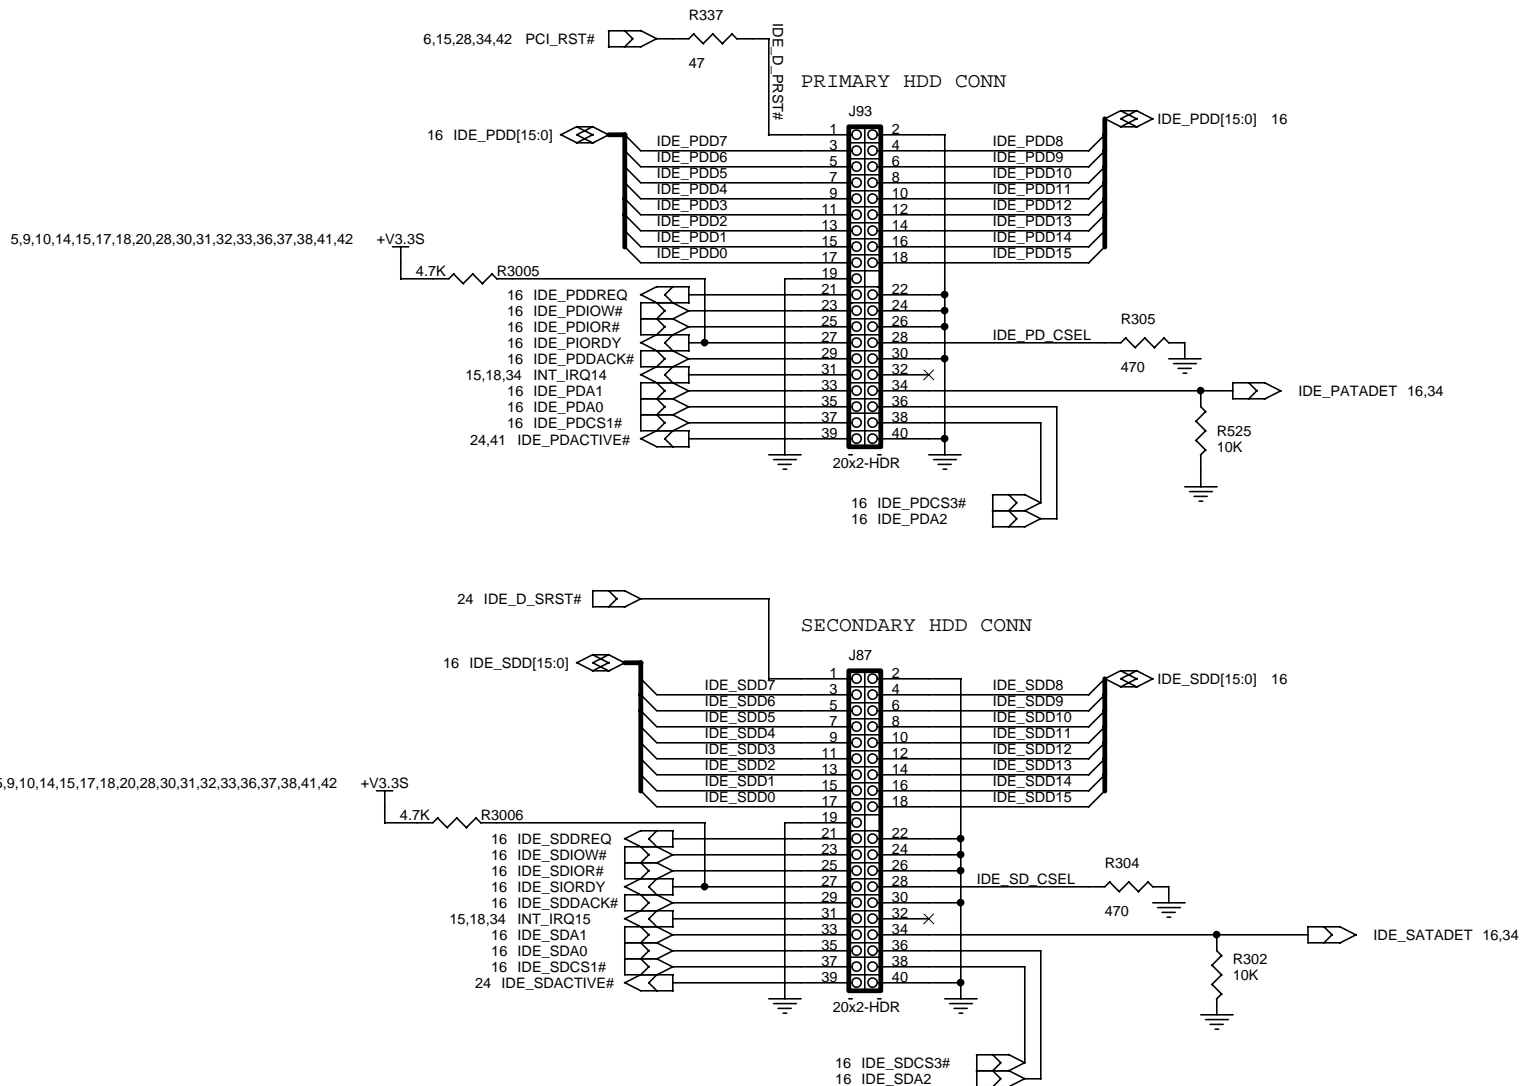 R337
6,15,28,34,42 PCI_RST#
47
IDE_D_PRST#
PRIMARY HDD CONN
J93
16 IDE_PDD[15:0]
IDE_PDD[15:0] 16
1 2
IDE_PDD7 3 4 IDE_PDD8
IDE_PDD6 5 6 IDE_PDD9
IDE_PDD5 7 8 IDE_PDD10
IDE_PDD4 9 10 IDE_PDD11
IDE_PDD3 11 12 IDE_PDD12
IDE_PDD2 13 14 IDE_PDD13
IDE_PDD1 15 16 IDE_PDD14
IDE_PDD0 17 18 IDE_PDD15
5,9,10,14,15,17,18,20,28,30,31,32,33,36,37,38,41,42 +V3.3S
4.7K R3005
19
16 IDE_PDDREQ 21 22
16 IDE_PDIOW# 23 24
16 IDE_PDIOR# 25 26
16 IDE_PIORDY 27 28 IDE_PD_CSEL
R305
470
16 IDE_PDDACK# 29 30
15,18,34 INT_IRQ14 31 32
16 IDE_PDA1 33 34
IDE_PATADET 16,34
16 IDE_PDA0 35 36
16 IDE_PDCS1# 37 38
24,41 IDE_PDACTIVE# 39 40
R525
10K
20x2-HDR
16 IDE_PDCS3#
16 IDE_PDA2
24 IDE_D_SRST#
SECONDARY HDD CONN
J87
16 IDE_SDD[15:0]
IDE_SDD[15:0] 16
1 2
IDE_SDD7 3 4 IDE_SDD8
IDE_SDD6 5 6 IDE_SDD9
IDE_SDD5 7 8 IDE_SDD10
IDE_SDD4 9 10 IDE_SDD11
IDE_SDD3 11 12 IDE_SDD12
IDE_SDD2 13 14 IDE_SDD13
IDE_SDD1 15 16 IDE_SDD14
IDE_SDD0 17 18 IDE_SDD15
5,9,10,14,15,17,18,20,28,30,31,32,33,36,37,38,41,42 +V3.3S
4.7K R3006
19
16 IDE_SDDREQ 21 22
16 IDE_SDIOW# 23 24
16 IDE_SDIOR# 25 26
16 IDE_SIORDY 27 28 IDE_SD_CSEL
R304
470
16 IDE_SDDACK# 29 30
15,18,34 INT_IRQ15 31 32
16 IDE_SDA1 33 34
IDE_SATADET 16,34
16 IDE_SDA0 35 36
16 IDE_SDCS1# 37 38
24 IDE_SDACTIVE# 39 40
R302
10K
20x2-HDR
16 IDE_SDCS3#
16 IDE_SDA2